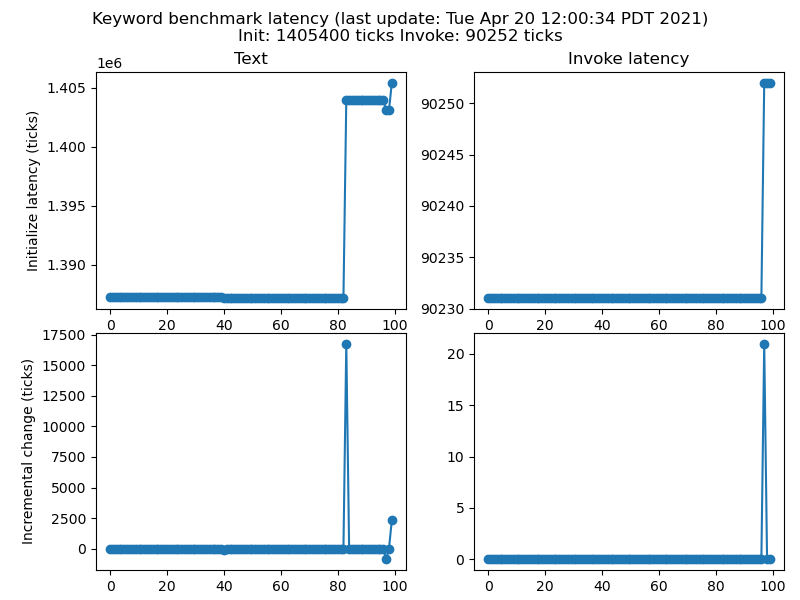 Keyword benchmark latency (last update: Tue Apr 20 12:00:34 PDT 2021)
Init: 1405400 ticks Invoke: 90252 ticks
Text
Invoke latency
1e6
Initialize latency (ticks)
1.405
1.400
1.395
1.390
0 20 40 60 80 100
90250
90245
90240
90235
90230
0 20 40 60 80 100
Incremental change (ticks)
17500
15000
12500
10000
7500
5000
2500
0
0 20 40 60 80 100
20
15
10
5
0
0 20 40 60 80 100